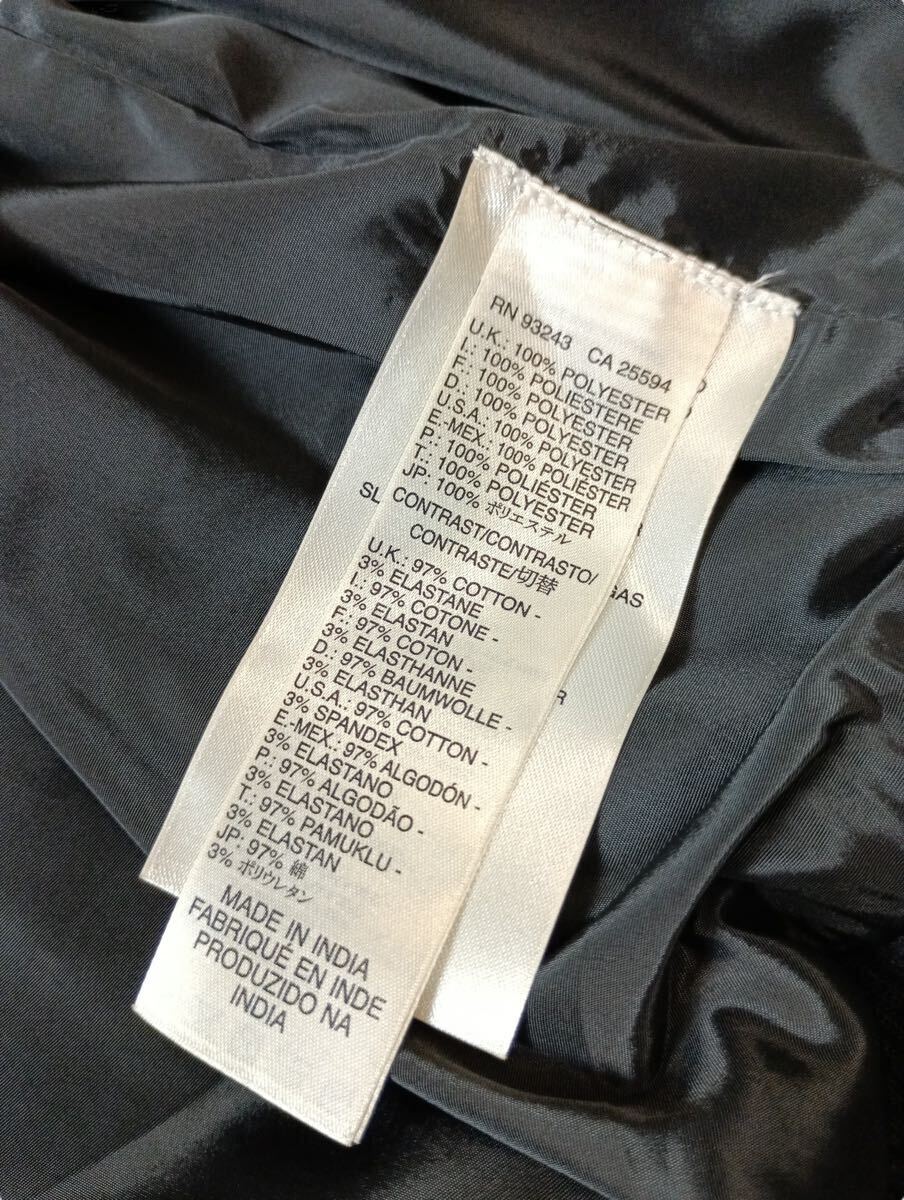 RN 93243 CA 25594
U.K.: 100% POLYESTER
I.: 100% POLIESTERE
F.: 100% POLYESTER
D.: 100% POLYESTER
U.S.A.: 100% POLYESTER
E.-MEX.: 100% POLIÉSTER
P.: 100% POLIÉSTER
T.: 100% POLYESTER
JP: 100% ポリエステル
CONTRAST/CONTRASTO/
CONTRASTE/切替
U.K.: 97% COTTON -
3% ELASTANE
I.: 97% COTONE -
3% ELASTAN
F.: 97% COTON -
3% ELASTHANNE
D.: 97% BAUMWOLLE -
3% ELASTHAN
U.S.A.: 97% COTTON -
3% SPANDEX
E.-MEX.: 97% ALGODÓN -
3% ELASTANO
P.: 97% ALGODÃO -
3% ELASTANO
T.: 97% PAMUKLU -
3% ELASTAN
JP.: 97% 綿
3% ポリウレタン
MADE IN INDIA
FABRIQUÉ EN INDE
PRODUZIDO NA
INDIA